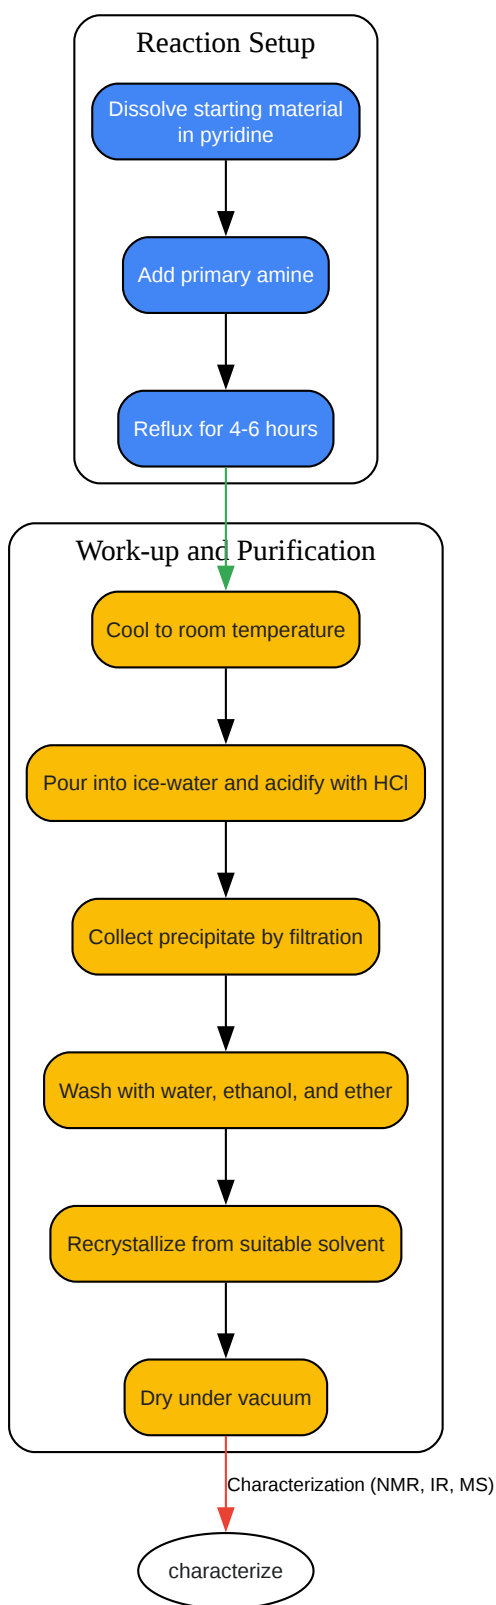 Reaction Setup
Dissolve starting material
in pyridine
Add primary amine
Reflux for 4-6 hours
Work-up and Purification
Cool to room temperature
Pour into ice-water and acidify with HCl
Collect precipitate by filtration
Wash with water, ethanol, and ether
Recrystallize from suitable solvent
Dry under vacuum
Characterization (NMR, IR, MS)
characterize